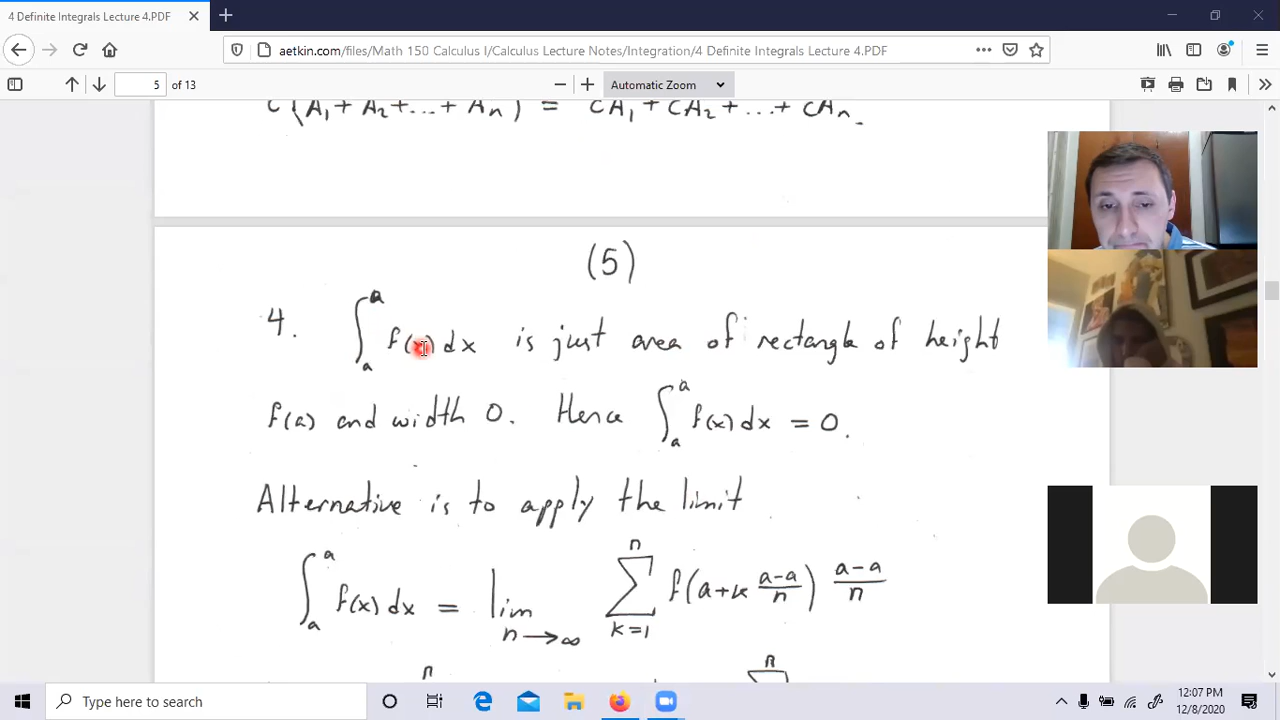 4 Definite Integrals Lecture 4.PDF
aetkin.com/files/Math 150 Calculus I/Calculus Lecture Notes/Integration/4 Definite Integrals Lecture 4.PDF
5 of 13
Automatic Zoom
C(A₁ + A₂ + ... + Aₙ) = CA₁ + CA₂ + ... + CAₙ
(5)
4. ∫ₐᵃ f(x) dx is just area of rectangle of height
f(a) and width 0. Hence ∫ₐᵃ f(x) dx = 0.
Alternative is to apply the limit
∫ₐᵃ f(x) dx = lim n→∞ ∑ₖ₌₁ⁿ f(a+k (a-a)/n) (a-a)/n
n n
Type here to search
12:07 PM
12/8/2020